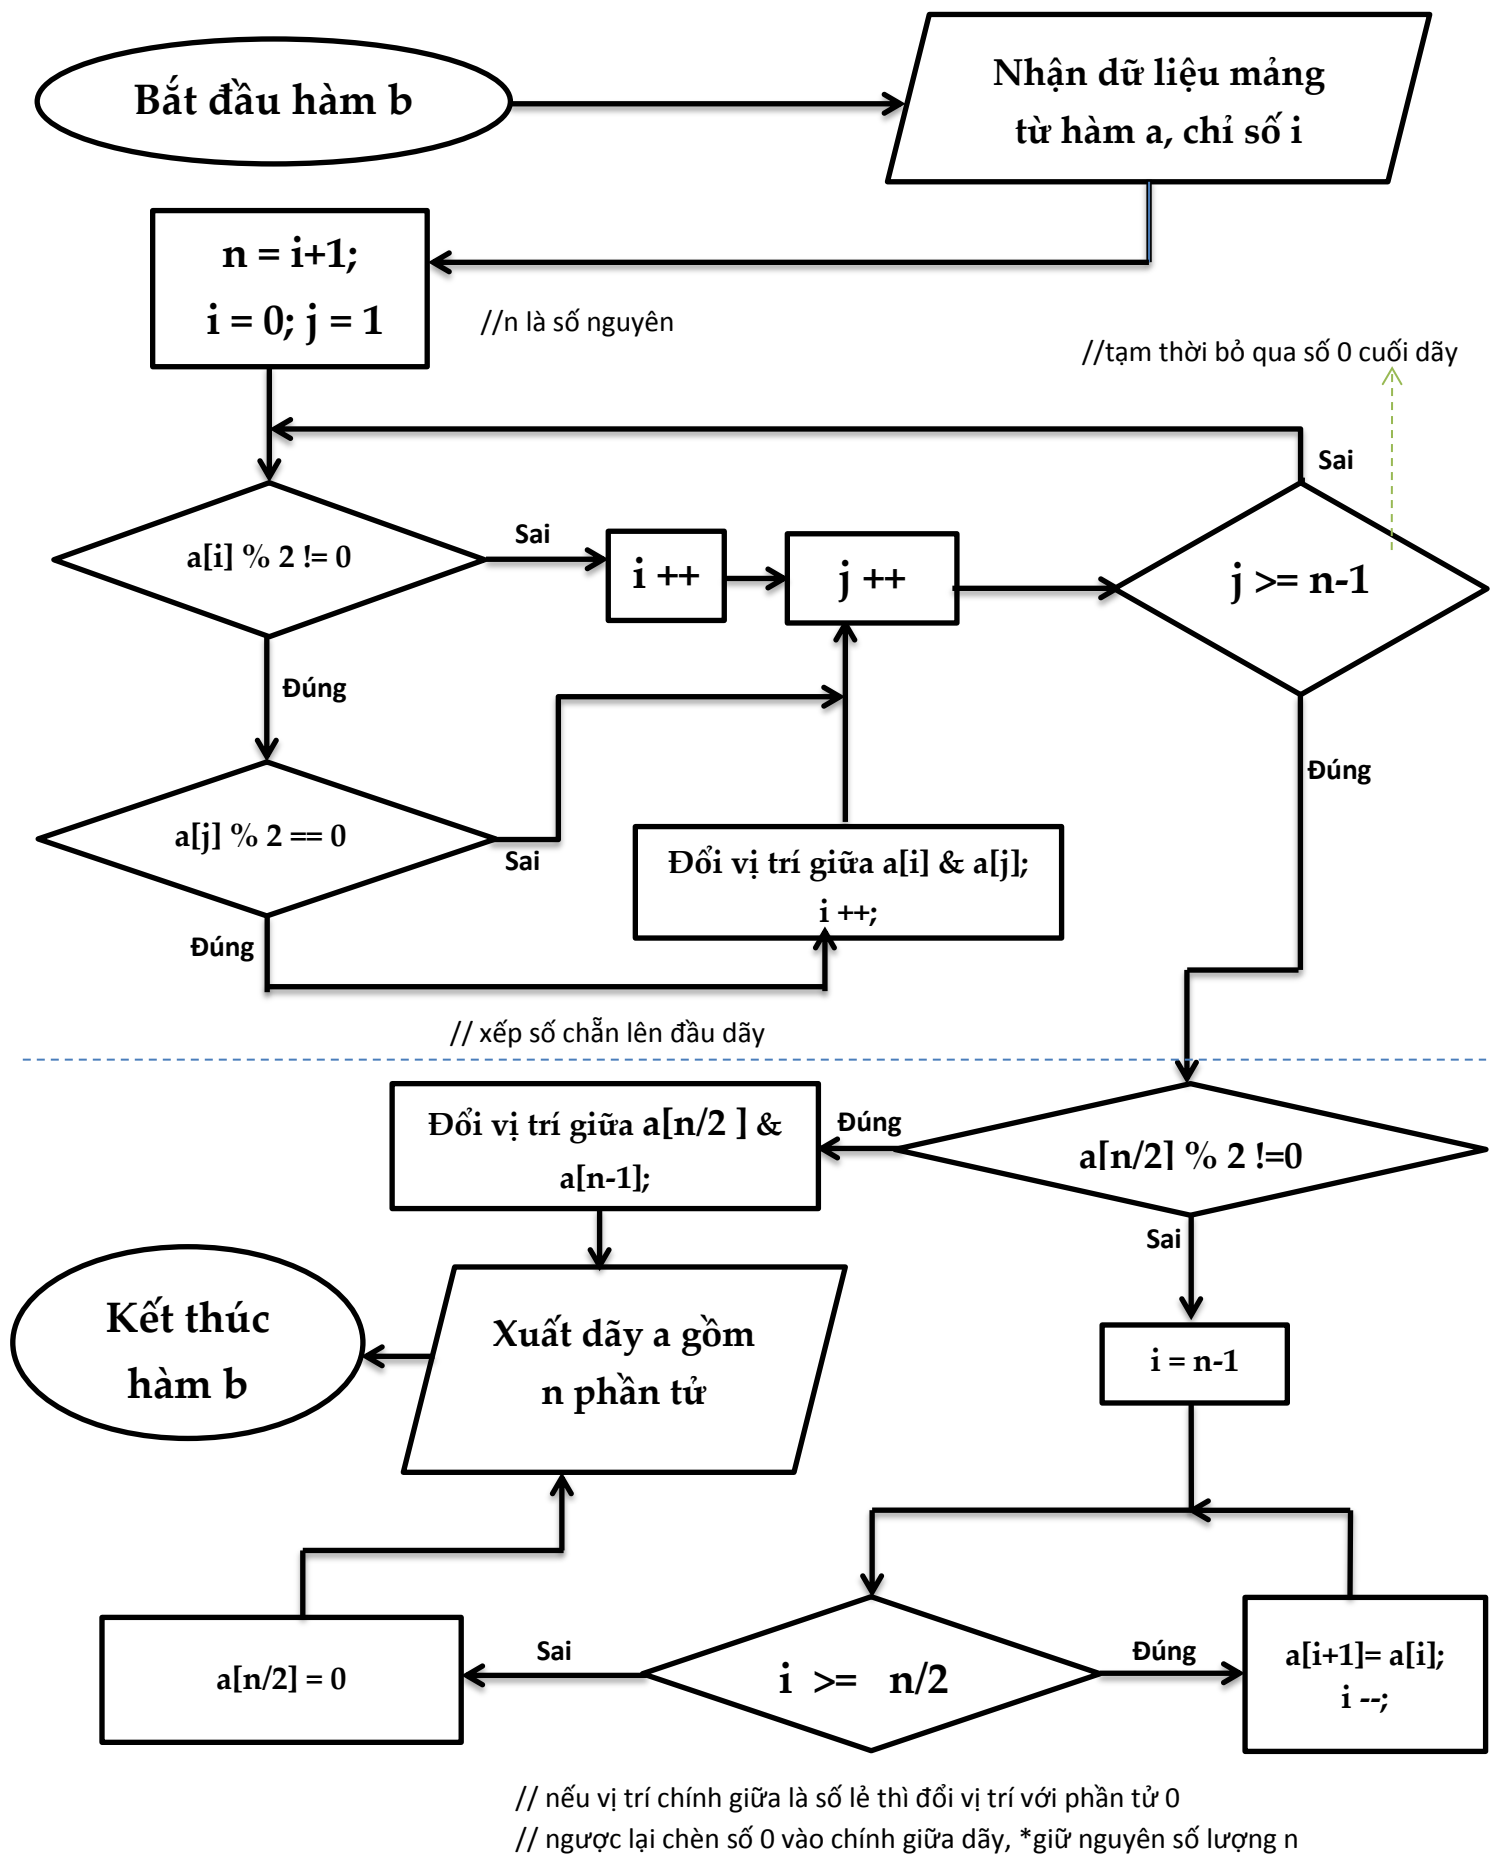 Bắt đầu hàm b
Nhận dữ liệu mảng
từ hàm a, chỉ số i
n = i+1;
i = 0; j = 1
//n là số nguyên
//tạm thời bỏ qua số 0 cuối dãy
Sai
a[i] % 2 != 0
Sai
i ++
j ++
j >= n-1
Đúng
Đúng
a[j] % 2 == 0
Sai
Đổi vị trí giữa a[i] & a[j];
i ++;
Đúng
// xếp số chẵn lên đầu dãy
Đổi vị trí giữa a[n/2 ] &
a[n-1];
Đúng
a[n/2] % 2 !=0
Sai
Kết thúc
hàm b
Xuất dãy a gồm
n phần tử
i = n-1
a[n/2] = 0
Sai
i >= n/2
Đúng
a[i+1]= a[i];
i --;
// nếu vị trí chính giữa là số lẻ thì đổi vị trí với phần tử 0
// ngược lại chèn số 0 vào chính giữa dãy, *giữ nguyên số lượng n